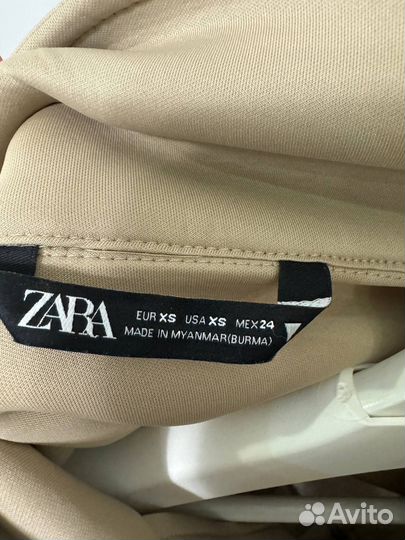 ZARA
EUR XS USA XS MEX 24
MADE IN MYANMAR(BURMA)
Avito